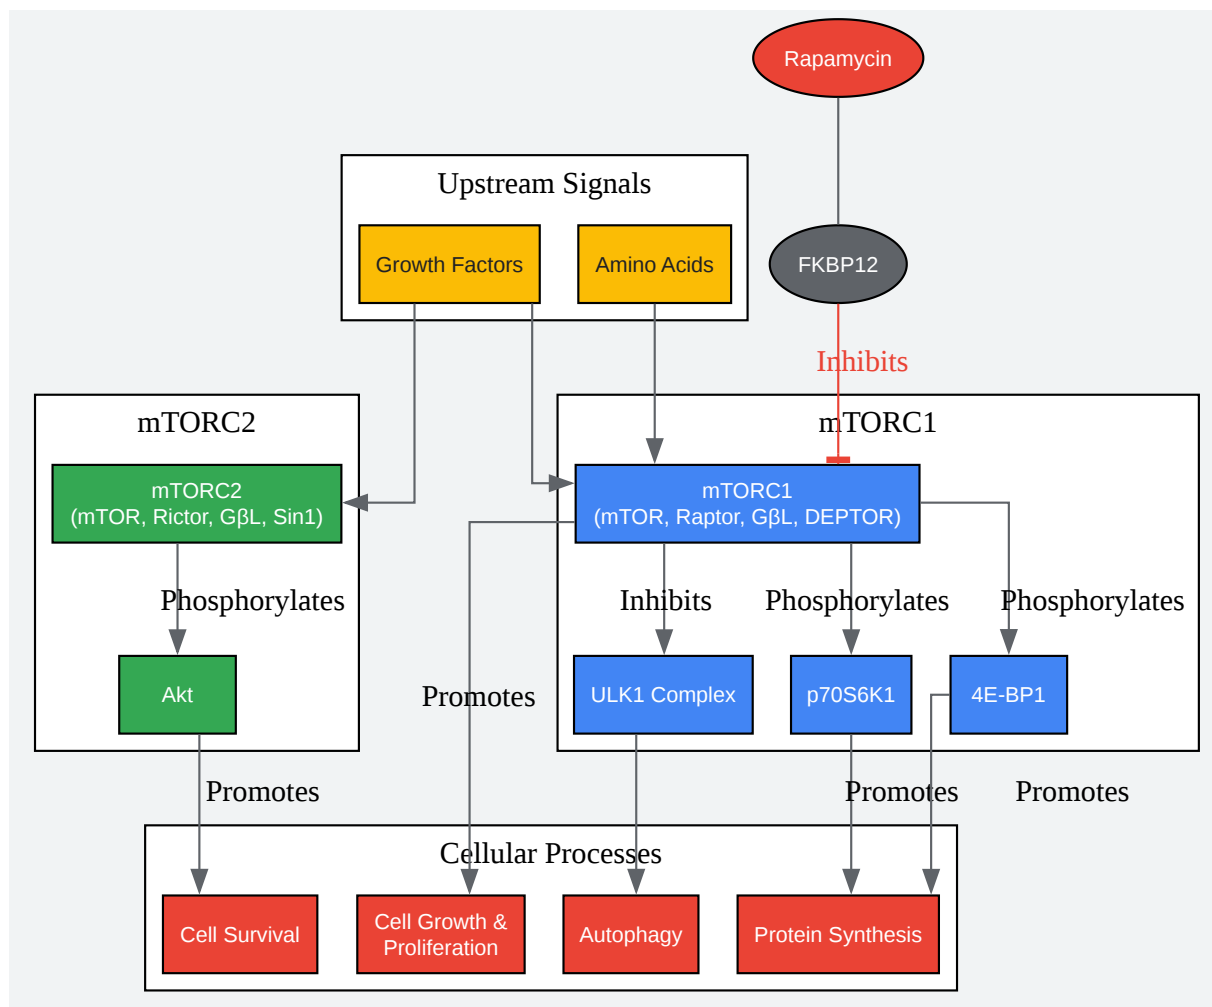 Rapamycin
Upstream Signals
Growth Factors
Amino Acids
FKBP12
Inhibits
mTORC2
mTORC1
mTORC2
(mTOR, Rictor, GβL, Sin1)
mTORC1
(mTOR, Raptor, GβL, DEPTOR)
Phosphorylates
Inhibits
Phosphorylates
Phosphorylates
Akt
Promotes
ULK1 Complex
p70S6K1
4E-BP1
Promotes
Promotes
Promotes
Cellular Processes
Cell Survival
Cell Growth &
Proliferation
Autophagy
Protein Synthesis